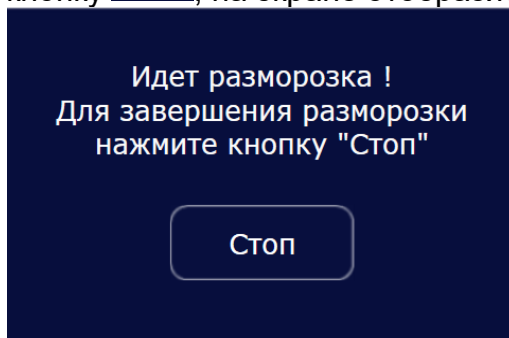 Идет разморозка !
Для завершения разморозки
нажмите кнопку "Стоп"
Стоп